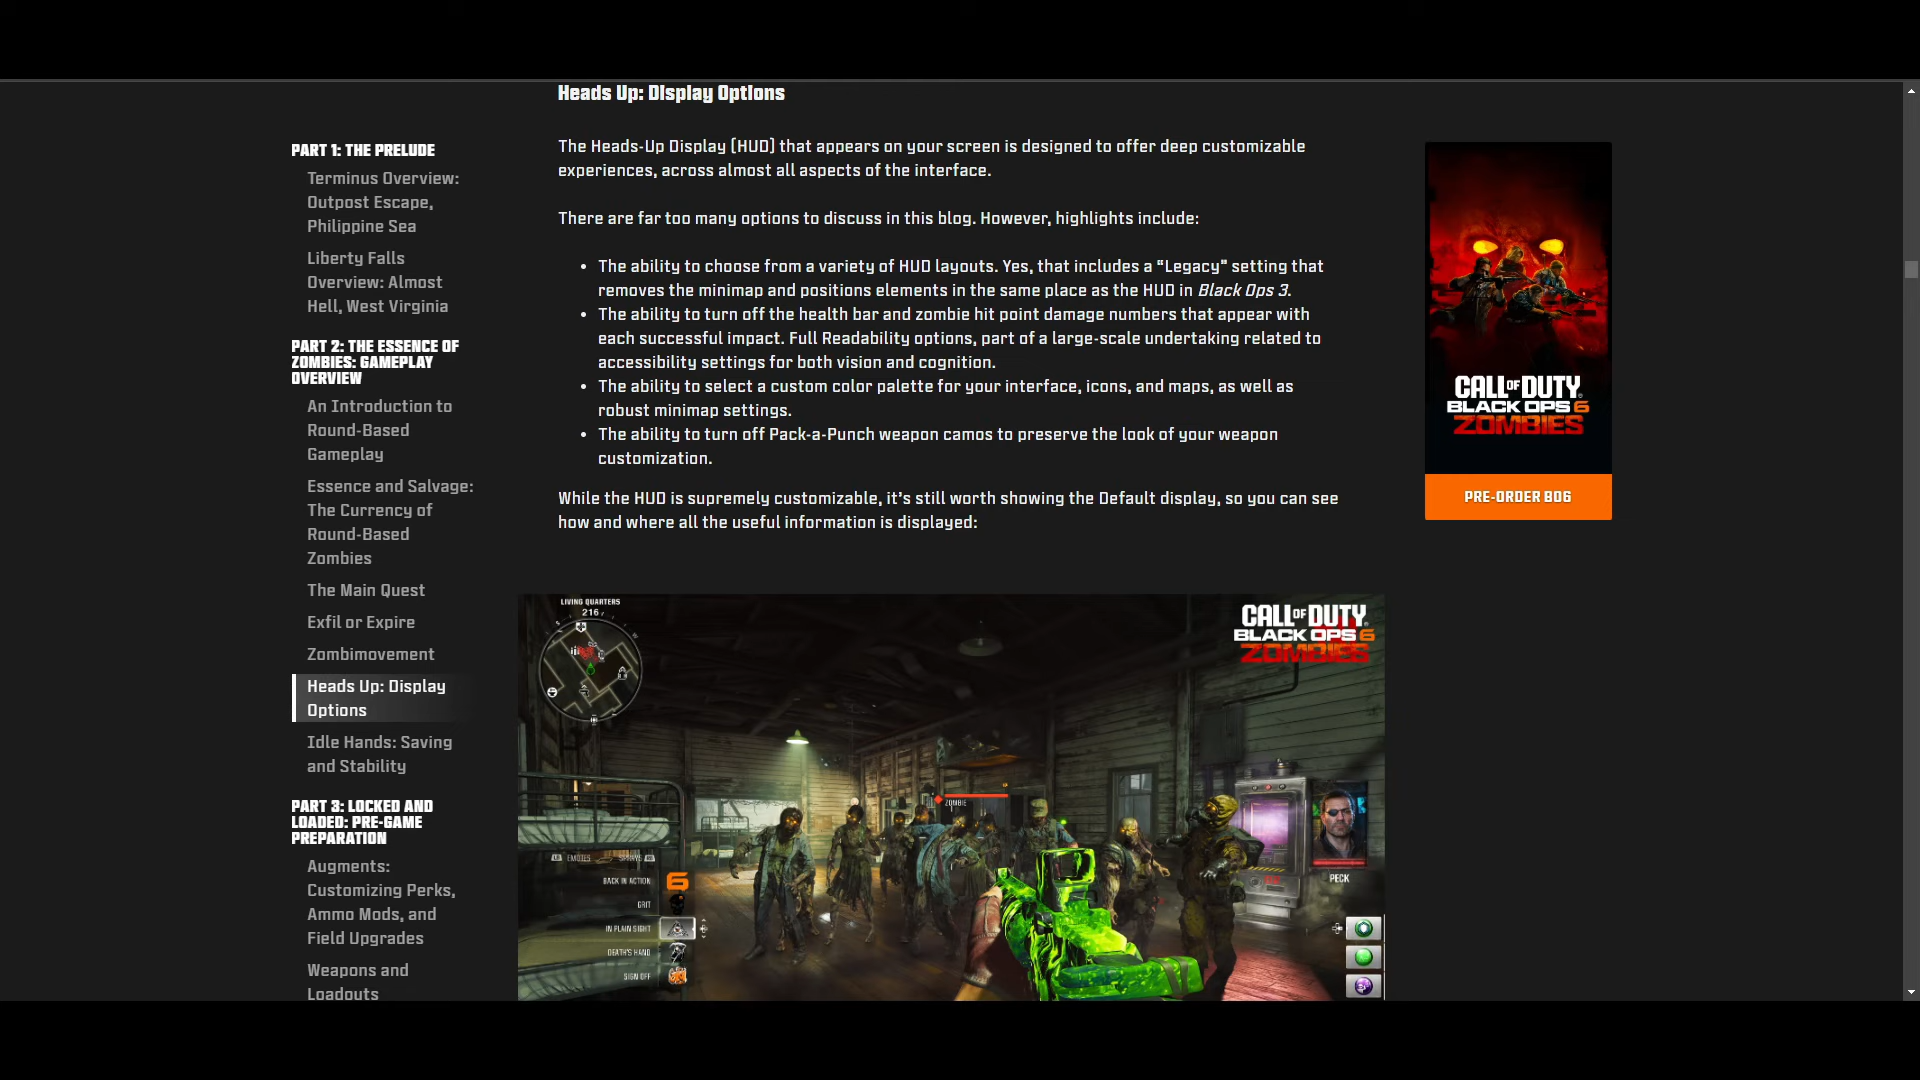 Heads Up: Display Options
PART 1: THE PRELUDE
Terminus Overview:
Outpost Escape,
Philippine Sea
Liberty Falls
Overview: Almost
Hell, West Virginia
PART 2: THE ESSENCE OF
ZOMBIES: GAMEPLAY
OVERVIEW
An Introduction to
Round-Based
Gameplay
Essence and Salvage:
The Currency of
Round-Based
Zombies
The Main Quest
Exfil or Expire
Zombimovement
Heads Up: Display
Options
Idle Hands: Saving
and Stability
PART 3: LOCKED AND
LOADED: PRE-GAME
PREPARATION
Augments:
Customizing Perks,
Ammo Mods, and
Field Upgrades
Weapons and
Loadouts
The Heads-Up Display (HUD) that appears on your screen is designed to offer deep customizable
experiences, across almost all aspects of the interface.
There are far too many options to discuss in this blog. However, highlights include:
• The ability to choose from a variety of HUD layouts. Yes, that includes a “Legacy” setting that
removes the minimap and positions elements in the same place as the HUD in Black Ops 3.
• The ability to turn off the health bar and zombie hit point damage numbers that appear with
each successful impact. Full Readability options, part of a large-scale undertaking related to
accessibility settings for both vision and cognition.
• The ability to select a custom color palette for your interface, icons, and maps, as well as
robust minimap settings.
• The ability to turn off Pack-a-Punch weapon camos to preserve the look of your weapon
customization.
While the HUD is supremely customizable, it’s still worth showing the Default display, so you can see
how and where all the useful information is displayed:
LIVING QUARTERS
216
CALL OF DUTY
BLACK OPS 6
ZOMBIES
ZOMBIE
EMOTES
SPRAYS
BACK IN ACTION
GRIT
IN PLAIN SIGHT
DEATH'S HAND
SIGN OFF
PECK
CALL OF DUTY
BLACK OPS 6
ZOMBIES
PRE-ORDER BO6